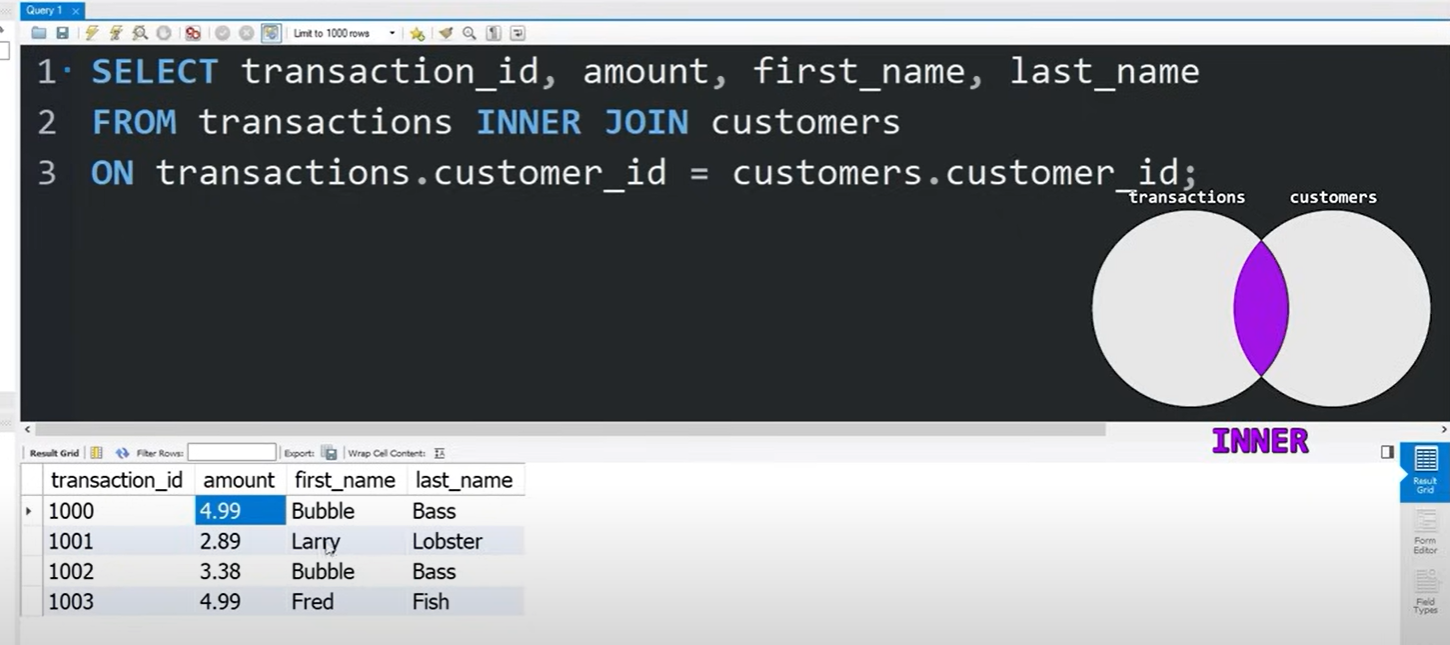 Query 1
Limit to 1000 rows
1 SELECT transaction_id, amount, first_name, last_name
2 FROM transactions INNER JOIN customers
3 ON transactions.customer_id = customers.customer_id;
transactions customers
INNER
Result Grid Filter Rows: Export: Wrap Cell Content:
transaction_id amount first_name last_name
1000 4.99 Bubble Bass
1001 2.89 Larry Lobster
1002 3.38 Bubble Bass
1003 4.99 Fred Fish
Result
Grid
Form
Editor
Field
Types